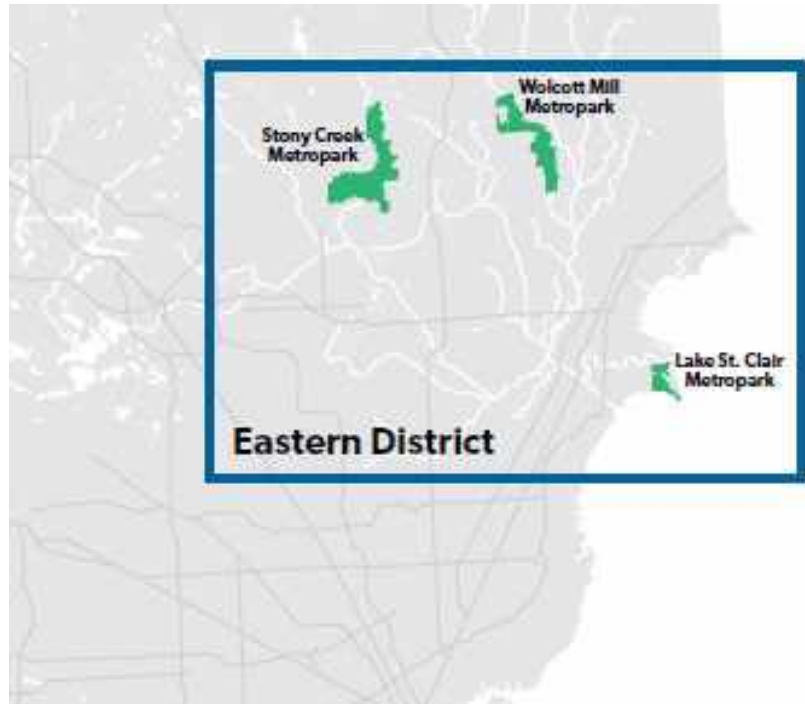 Wolcott Mill
Metropark
Stony Creek
Metropark
Lake St. Clair
Metropark
Eastern District